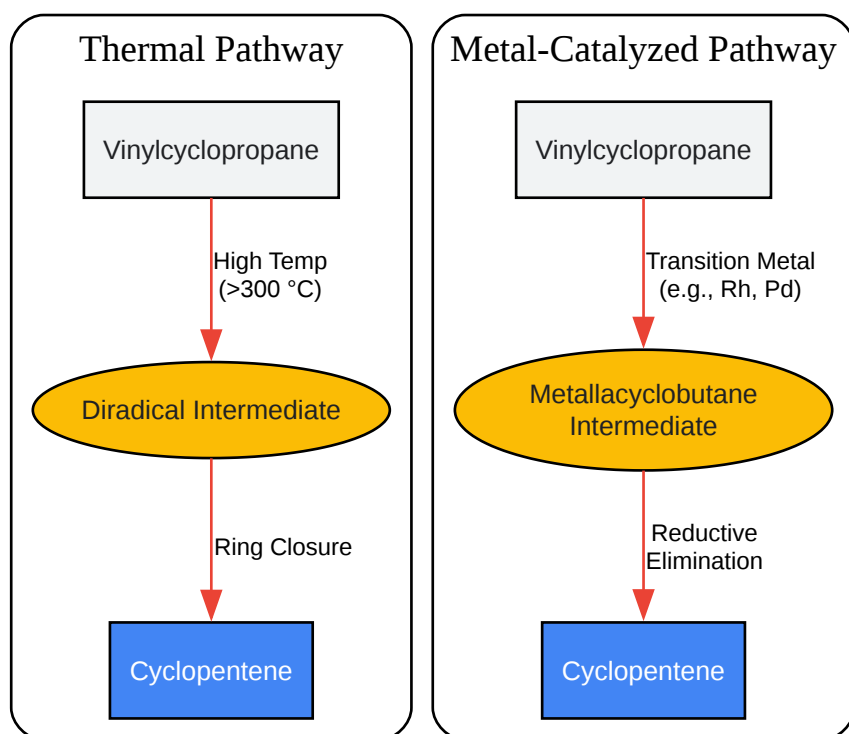 Thermal Pathway
Vinylcyclopropane
High Temp
(>300 °C)
Diradical Intermediate
Ring Closure
Cyclopentene
Metal-Catalyzed Pathway
Vinylcyclopropane
Transition Metal
(e.g., Rh, Pd)
Metallacyclobutane
Intermediate
Reductive
Elimination
Cyclopentene